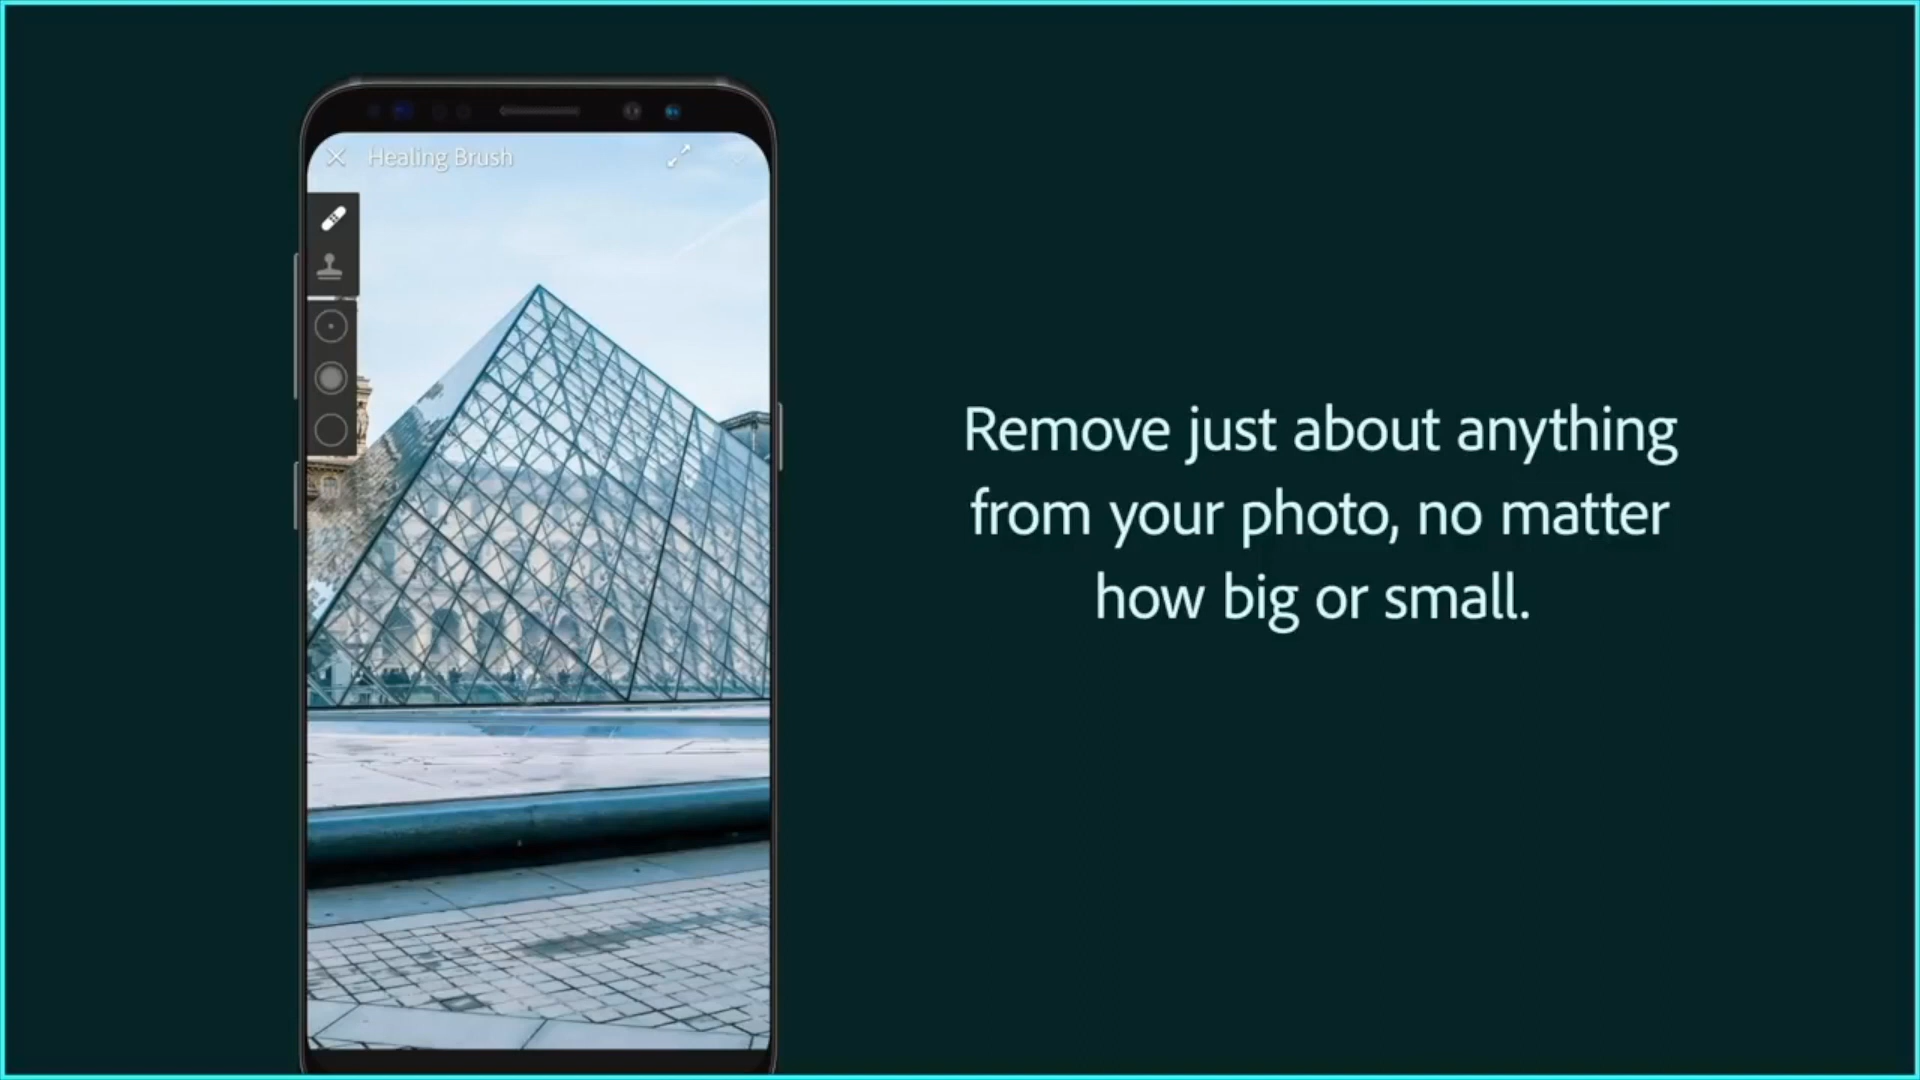 Healing Brush
Remove just about anything
from your photo, no matter
how big or small.